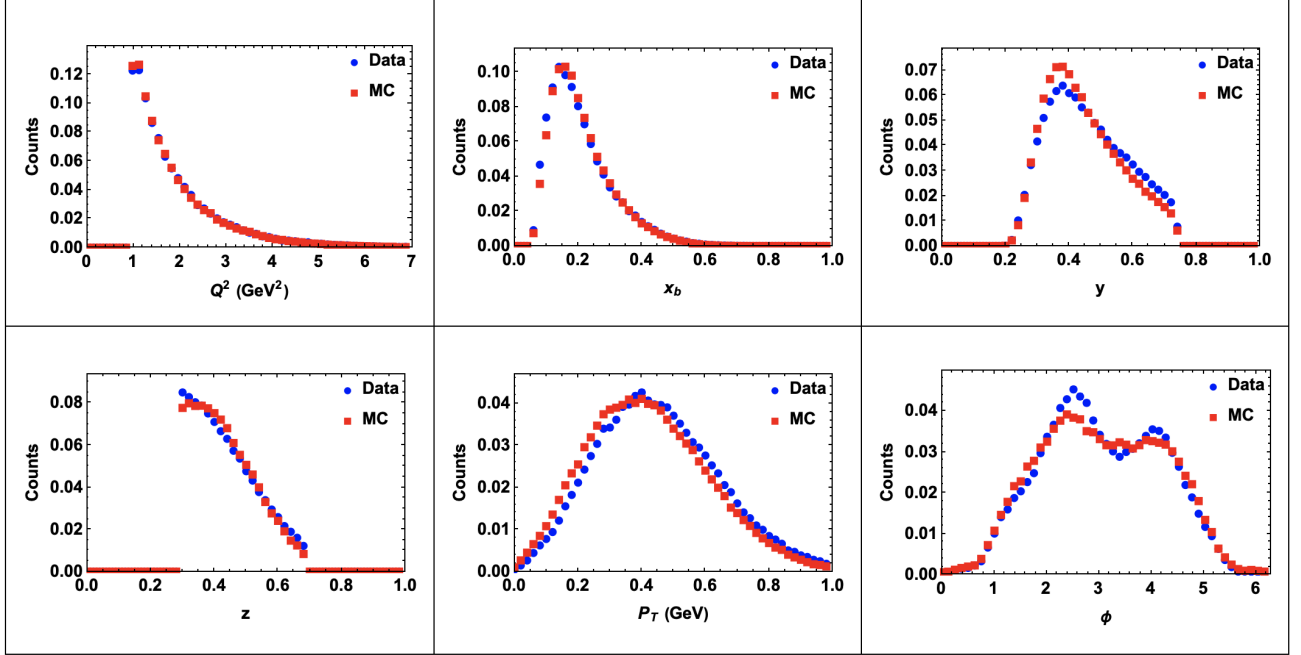 Data
MC
Counts
0.12
0.10
0.08
0.06
0.04
0.02
0.00
0 1 2 3 4 5 6 7
Q² (GeV²)
Data
MC
Counts
0.10
0.08
0.06
0.04
0.02
0.00
0.0 0.2 0.4 0.6 0.8 1.0
x_b
Data
MC
Counts
0.07
0.06
0.05
0.04
0.03
0.02
0.01
0.00
0.0 0.2 0.4 0.6 0.8 1.0
y
Data
MC
Counts
0.08
0.06
0.04
0.02
0.00
0.0 0.2 0.4 0.6 0.8 1.0
z
Data
MC
Counts
0.04
0.03
0.02
0.01
0.00
0.0 0.2 0.4 0.6 0.8 1.0
P_T (GeV)
Data
MC
Counts
0.04
0.03
0.02
0.01
0.00
0 1 2 3 4 5 6
ϕ